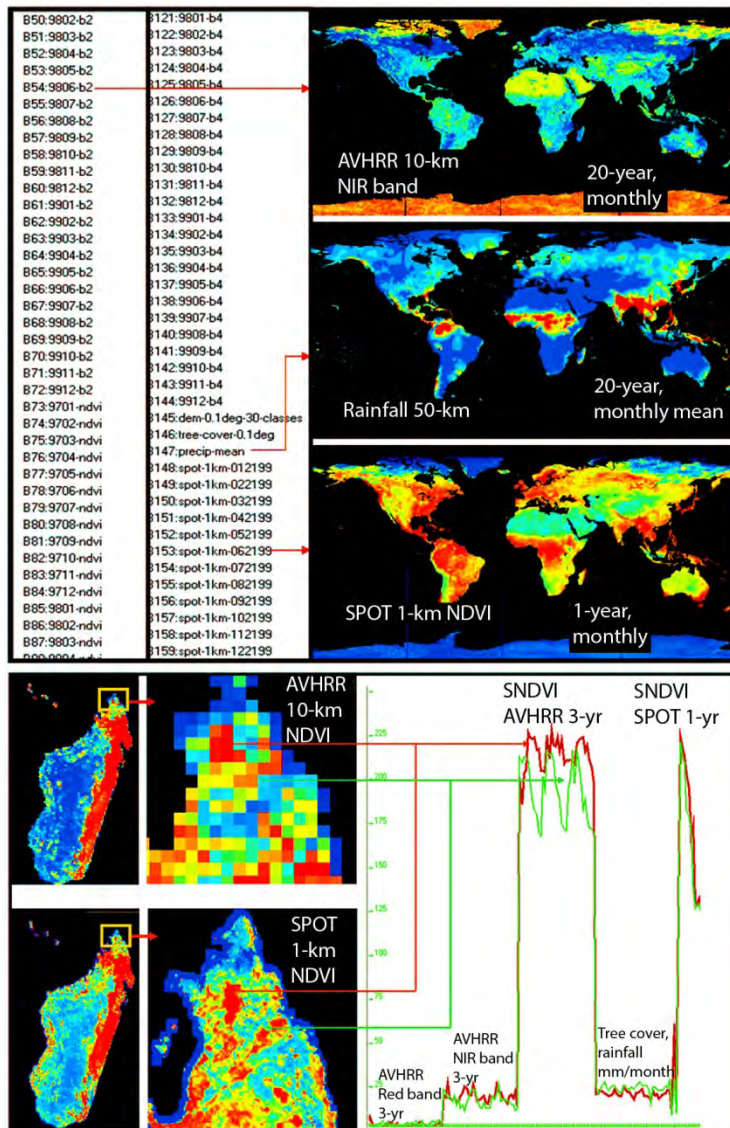 B50:9802-b2
B51:9803-b2
B52:9804-b2
B53:9805-b2
B54:9806-b2
B55:9807-b2
B56:9808-b2
B57:9809-b2
B58:9810-b2
B59:9811-b2
B60:9812-b2
B61:9901-b2
B62:9902-b2
B63:9903-b2
B64:9904-b2
B65:9905-b2
B66:9906-b2
B67:9907-b2
B68:9908-b2
B69:9909-b2
B70:9910-b2
B71:9911-b2
B72:9912-b2
B73:9701-ndvi
B74:9702-ndvi
B75:9703-ndvi
B76:9704-ndvi
B77:9705-ndvi
B78:9706-ndvi
B79:9707-ndvi
B80:9708-ndvi
B81:9709-ndvi
B82:9710-ndvi
B83:9711-ndvi
B84:9712-ndvi
B85:9801-ndvi
B86:9802-ndvi
B87:9803-ndvi
B121:9801-b4
B122:9802-b4
B123:9803-b4
B124:9804-b4
B125:9805-b4
B126:9806-b4
B127:9807-b4
B128:9808-b4
B129:9809-b4
B130:9810-b4
B131:9811-b4
B132:9812-b4
B133:9901-b4
B134:9902-b4
B135:9903-b4
B136:9904-b4
B137:9905-b4
B138:9906-b4
B139:9907-b4
B140:9908-b4
B141:9909-b4
B142:9910-b4
B143:9911-b4
B144:9912-b4
B145:dem-0.1deg-30-classes
B146:tree-cover-0.1deg
B147:precip-mean
B148:spot-1km-012199
B149:spot-1km-022199
B150:spot-1km-032199
B151:spot-1km-042199
B152:spot-1km-052199
B153:spot-1km-062199
B154:spot-1km-072199
B155:spot-1km-082199
B156:spot-1km-092199
B157:spot-1km-102199
B158:spot-1km-112199
B159:spot-1km-122199
AVHRR 10-km
NIR band
20-year,
monthly
Rainfall 50-km
20-year,
monthly mean
SPOT 1-km NDVI
1-year,
monthly
AVHRR
10-km
NDVI
SPOT
1-km
NDVI
SNDVI
AVHRR 3-yr
SNDVI
SPOT 1-yr
225
200
175
150
125
100
75
50
25
AVHRR
Red band
3-yr
AVHRR
NIR band
3-yr
Tree cover,
rainfall
mm/month